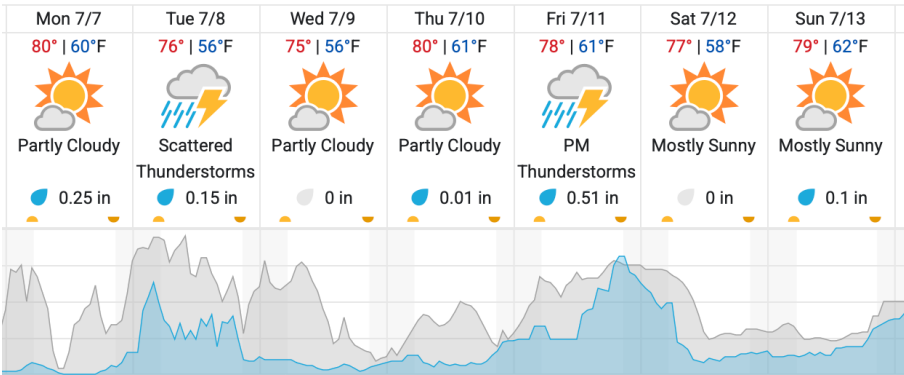 Mon 7/7
80° | 60°F
Partly Cloudy
0.25 in
Tue 7/8
76° | 56°F
Scattered
Thunderstorms
0.15 in
Wed 7/9
75° | 56°F
Partly Cloudy
0 in
Thu 7/10
80° | 61°F
Partly Cloudy
0.01 in
Fri 7/11
78° | 61°F
PM
Thunderstorms
0.51 in
Sat 7/12
77° | 58°F
Mostly Sunny
0 in
Sun 7/13
79° | 62°F
Mostly Sunny
0.1 in